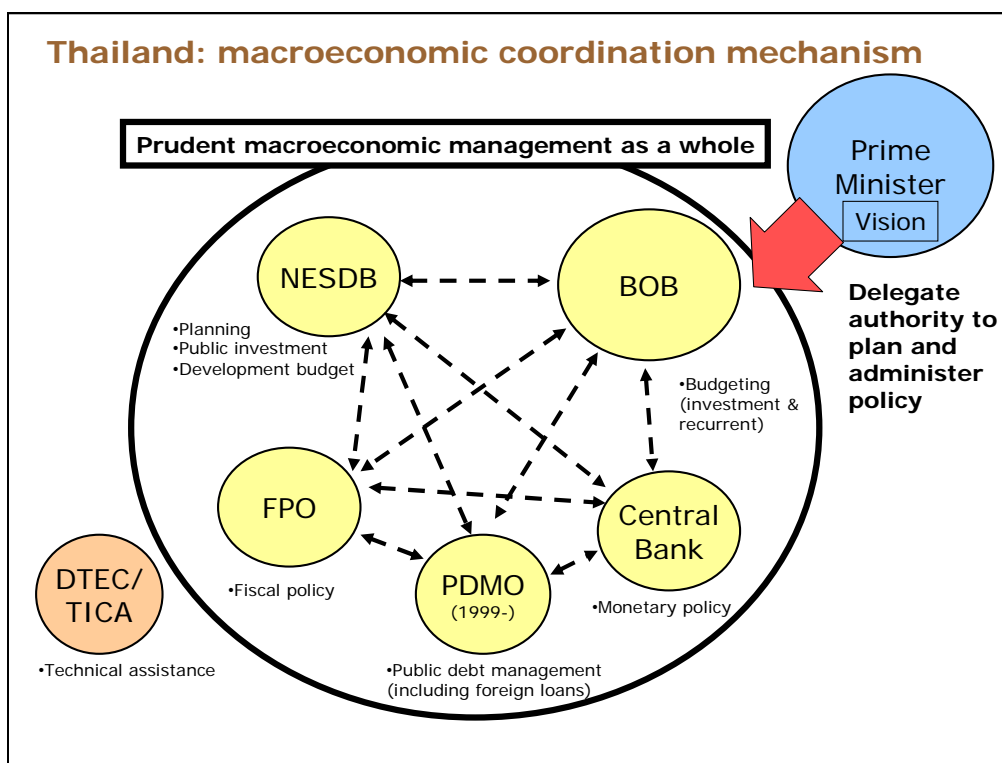 Thailand: macroeconomic coordination mechanism
Prudent macroeconomic management as a whole
Prime
Minister
Vision
NESDB
BOB
•Planning
•Public investment
•Development budget
Delegate
authority to
plan and
administer
policy
•Budgeting
(investment &
recurrent)
FPO
Central
Bank
DTEC/
TICA
PDMO
(1999-)
•Fiscal policy
•Monetary policy
•Technical assistance
•Public debt management
(including foreign loans)